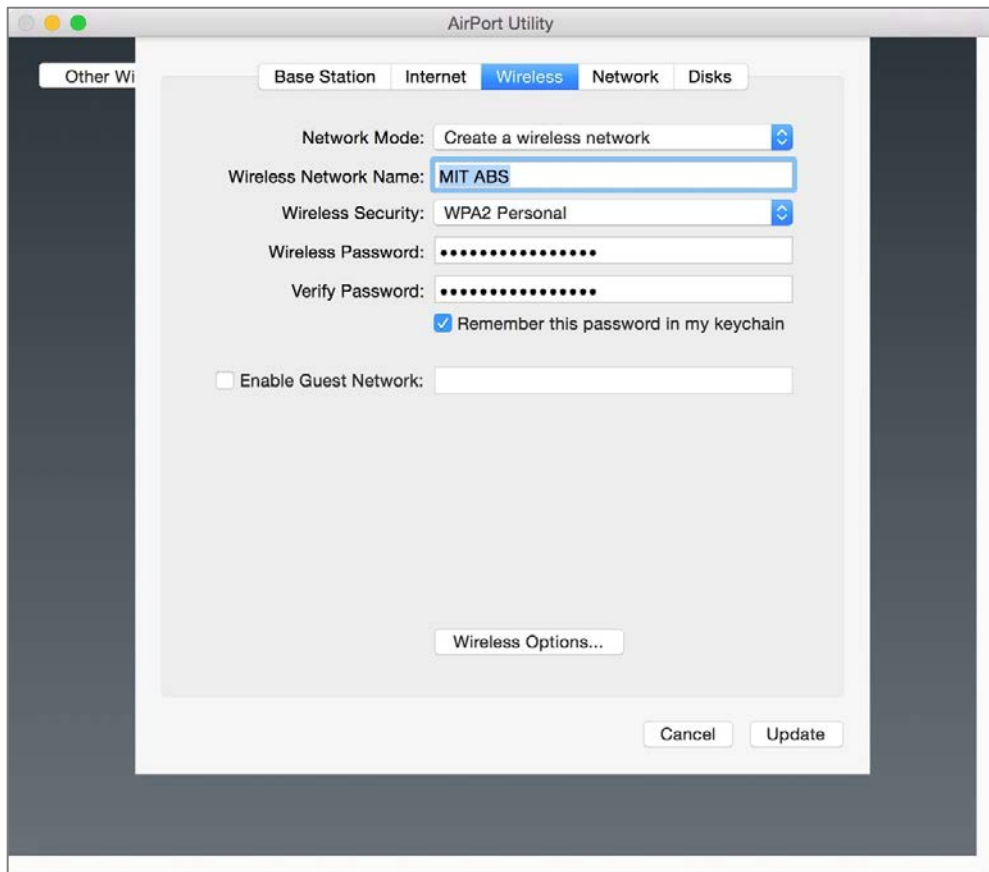 AirPort Utility
Other Wi
Base Station Internet Wireless Network Disks
Network Mode: Create a wireless network
Wireless Network Name: MIT ABS
Wireless Security: WPA2 Personal
Wireless Password: ••••••••••••••••
Verify Password: ••••••••••••••••
Remember this password in my keychain
Enable Guest Network:
Wireless Options...
Cancel Update